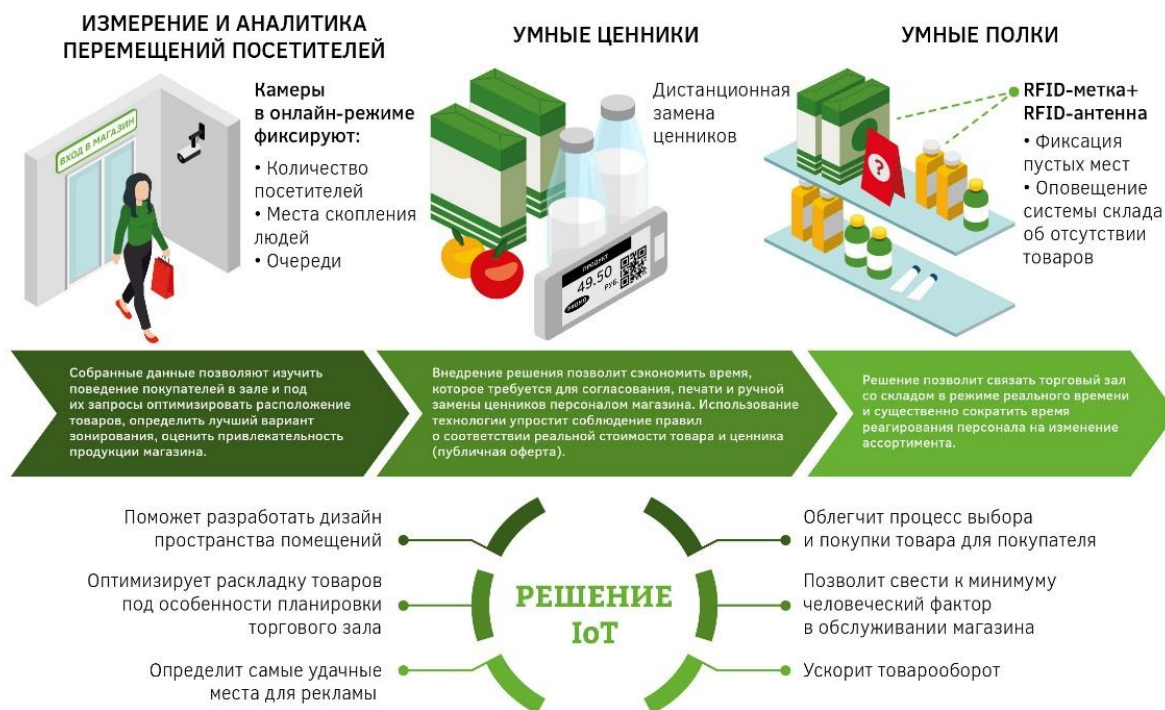 ИЗМЕРЕНИЕ И АНАЛИТИКА
ПЕРЕМЕЩЕНИЙ ПОСЕТИТЕЛЕЙ
ВХОД В МАГАЗИН
Камеры
в онлайн-режиме
фиксируют:
• Количество
посетителей
• Места скопления
людей
• Очереди
УМНЫЕ ЦЕННИКИ
Дистанционная
замена
ценников
ПРОДУКТ
49.50
РУБ.
PROMO
УМНЫЕ ПОЛКИ
?
RFID-метка+
RFID-антенна
• Фиксация
пустых мест
• Оповещение
системы склада
об отсутствии
товаров
Собранные данные позволяют изучить
поведение покупателей в зале и под
их запросы оптимизировать расположение
товаров, определить лучший вариант
зонирования, оценить привлекательность
продукции магазина.
Внедрение решения позволит сэкономить время,
которое требуется для согласования, печати и ручной
замены ценников персоналом магазина. Использование
технологии упростит соблюдение правил
о соответствии реальной стоимости товара и ценника
(публичная оферта).
Решение позволит связать торговый зал
со складом в режиме реального времени
и существенно сократить время
реагирования персонала на изменение
ассортимента.
Поможет разработать дизайн
пространства помещений
Оптимизирует раскладку товаров
под особенности планировки
торгового зала
Определит самые удачные
места для рекламы
РЕШЕНИЕ
IoT
Облегчит процесс выбора
и покупки товара для покупателя
Позволит свести к минимуму
человеческий фактор
в обслуживании магазина
Ускорит товарооборот